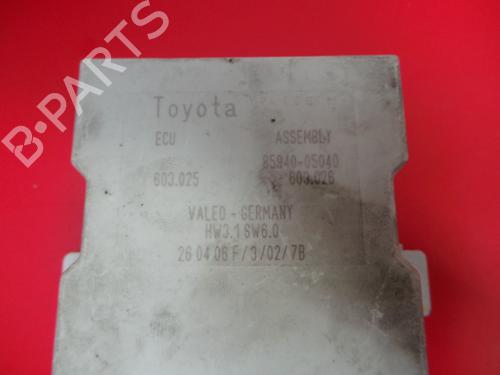 B-PARTS
Toyota
ECU ASSEMBLY
85940-05040
603.025 603.026
VALEO - GERMANY
HW3.1 SW6.0
26 04 06 F/3/02/7B